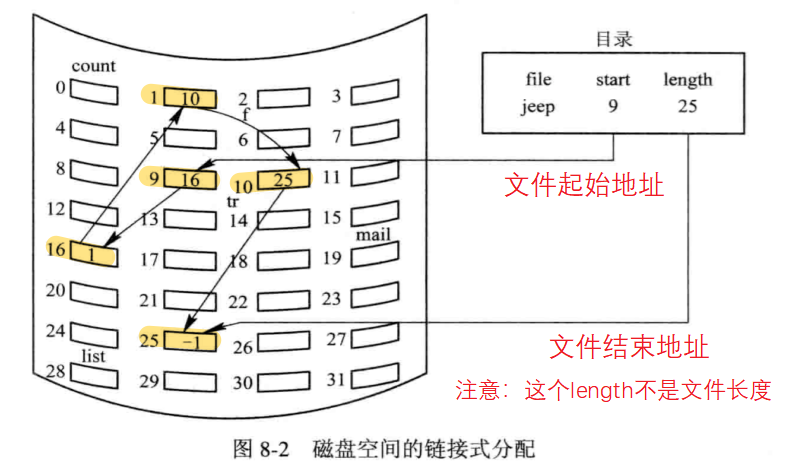 目录
file start length
jeep 9 25
count
0 1 10 2 3
f
4 5 6 7
8 9 16 10 25 11
tr
12 13 14 15
mail
16 1 17 18 19
20 21 22 23
24 25 -1 26 27
list
28 29 30 31
文件起始地址
文件结束地址
注意：这个length不是文件长度
图 8-2 磁盘空间的链接式分配